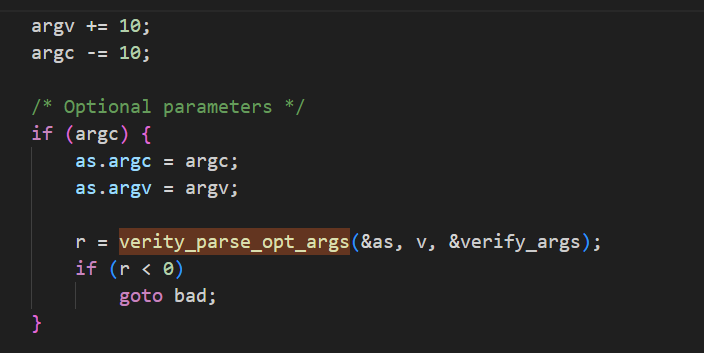 argv += 10;
argc -= 10;
/* Optional parameters */
if (argc) {
as.argc = argc;
as.argv = argv;
r = verity_parse_opt_args(&as, v, &verify_args);
if (r < 0)
goto bad;
}